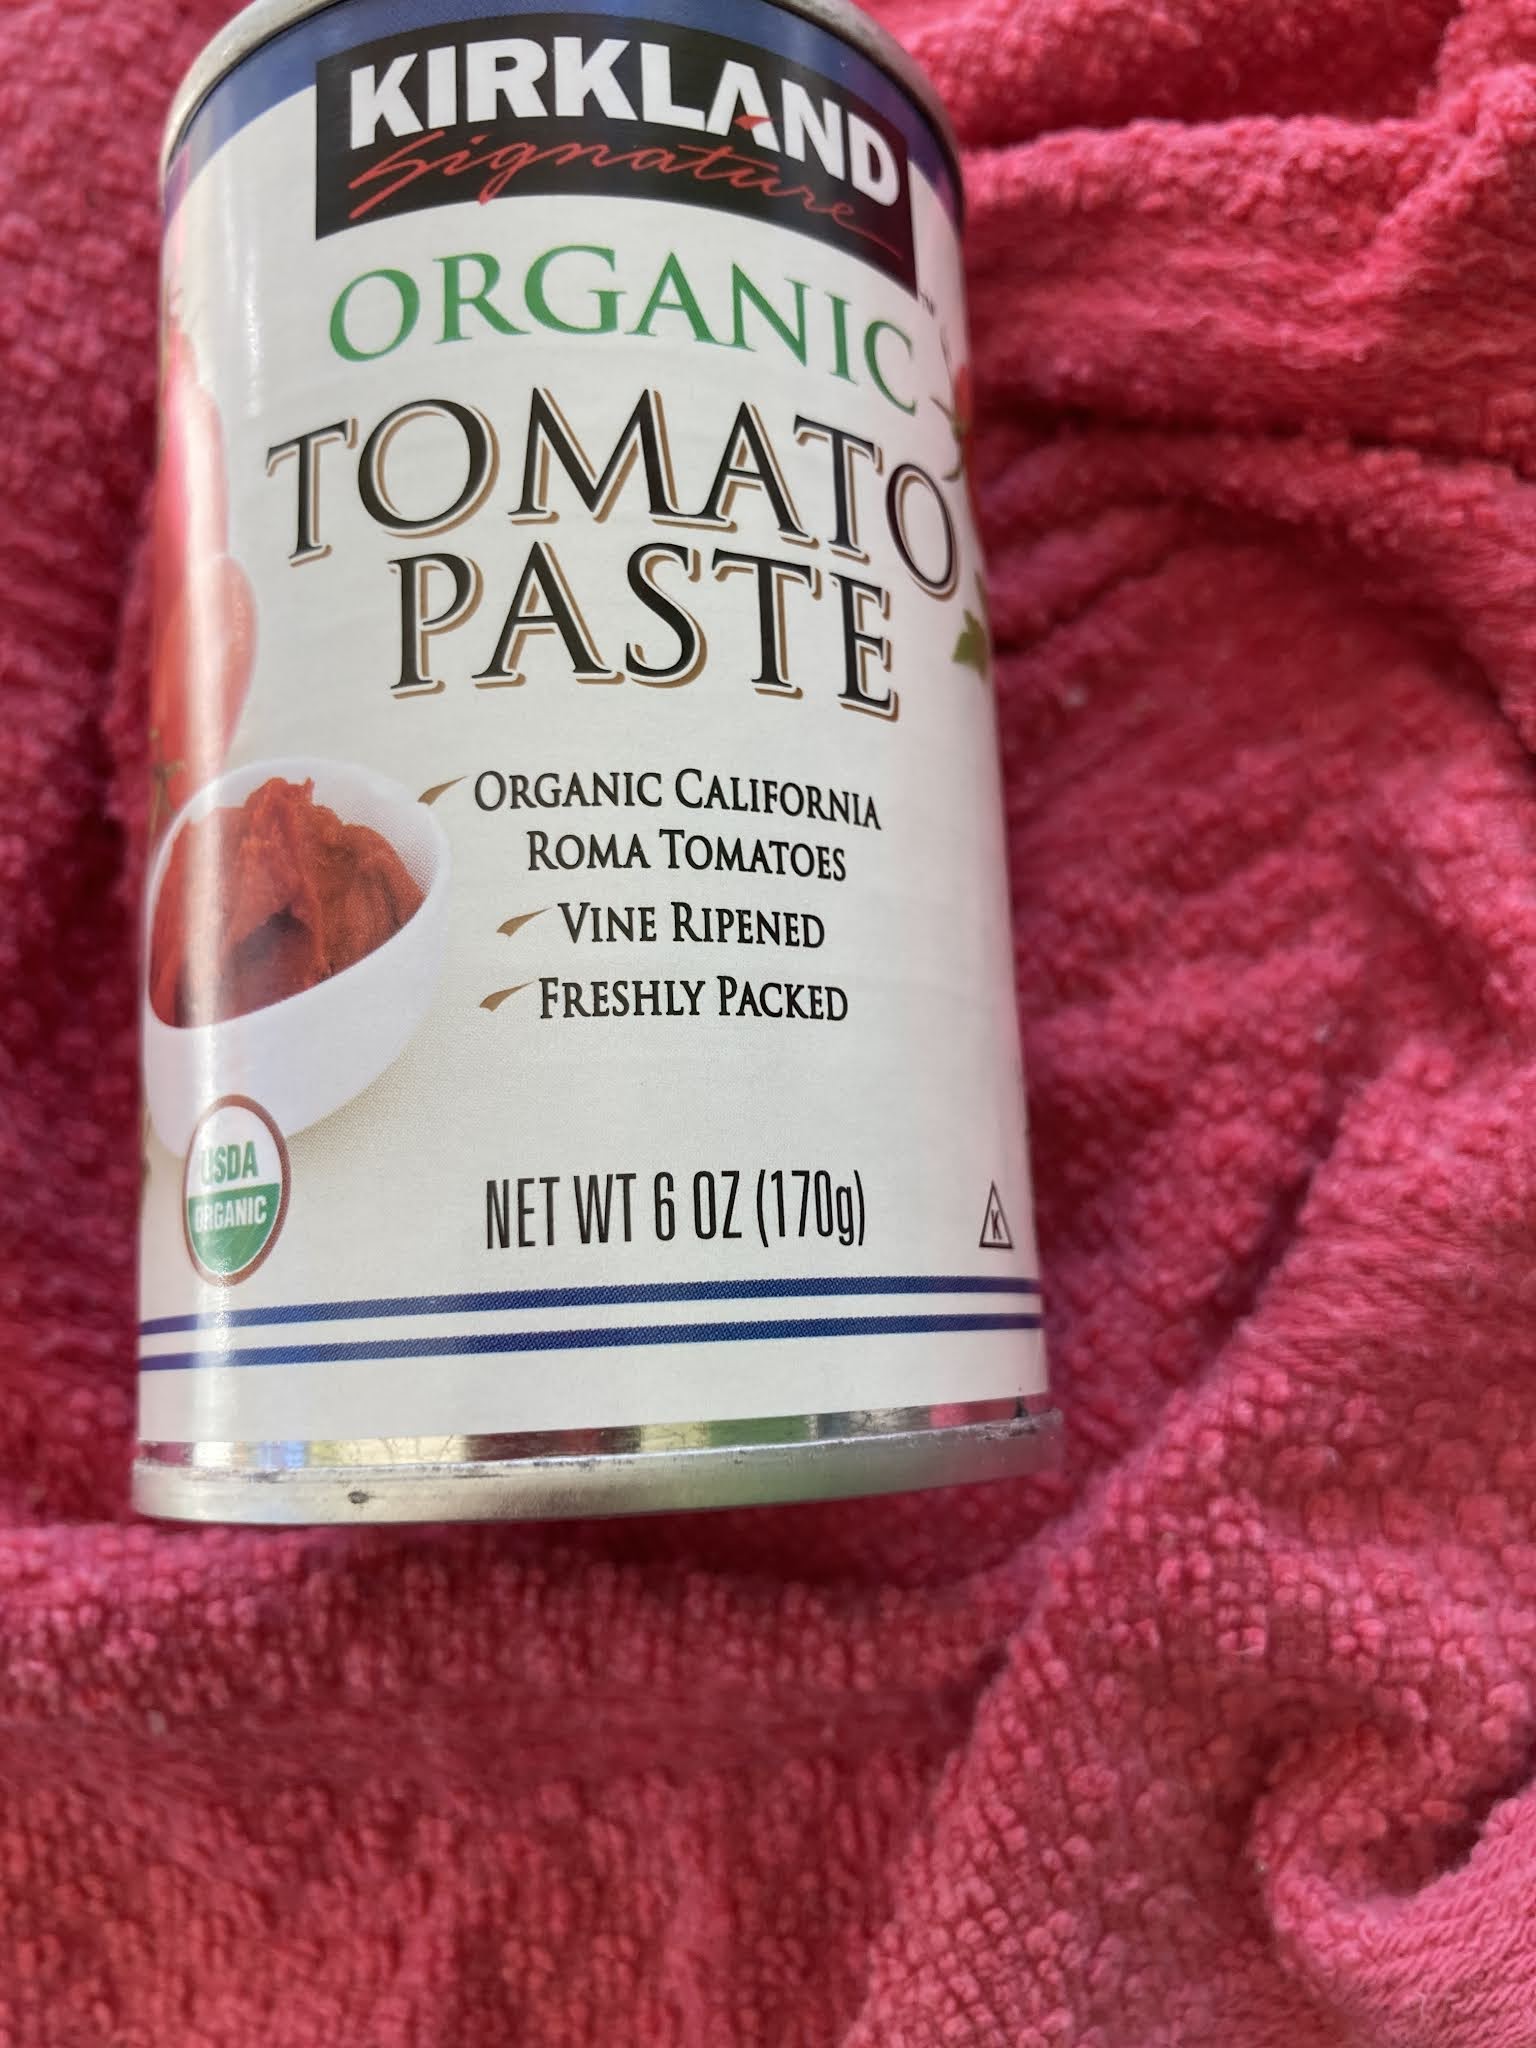 KIRKLAND
Signature
ORGANIC
TOMATO
PASTE
ORGANIC CALIFORNIA
ROMA TOMATOES
VINE RIPENED
FRESHLY PACKED
USDA
ORGANIC
NET WT 6 OZ (170g)
K